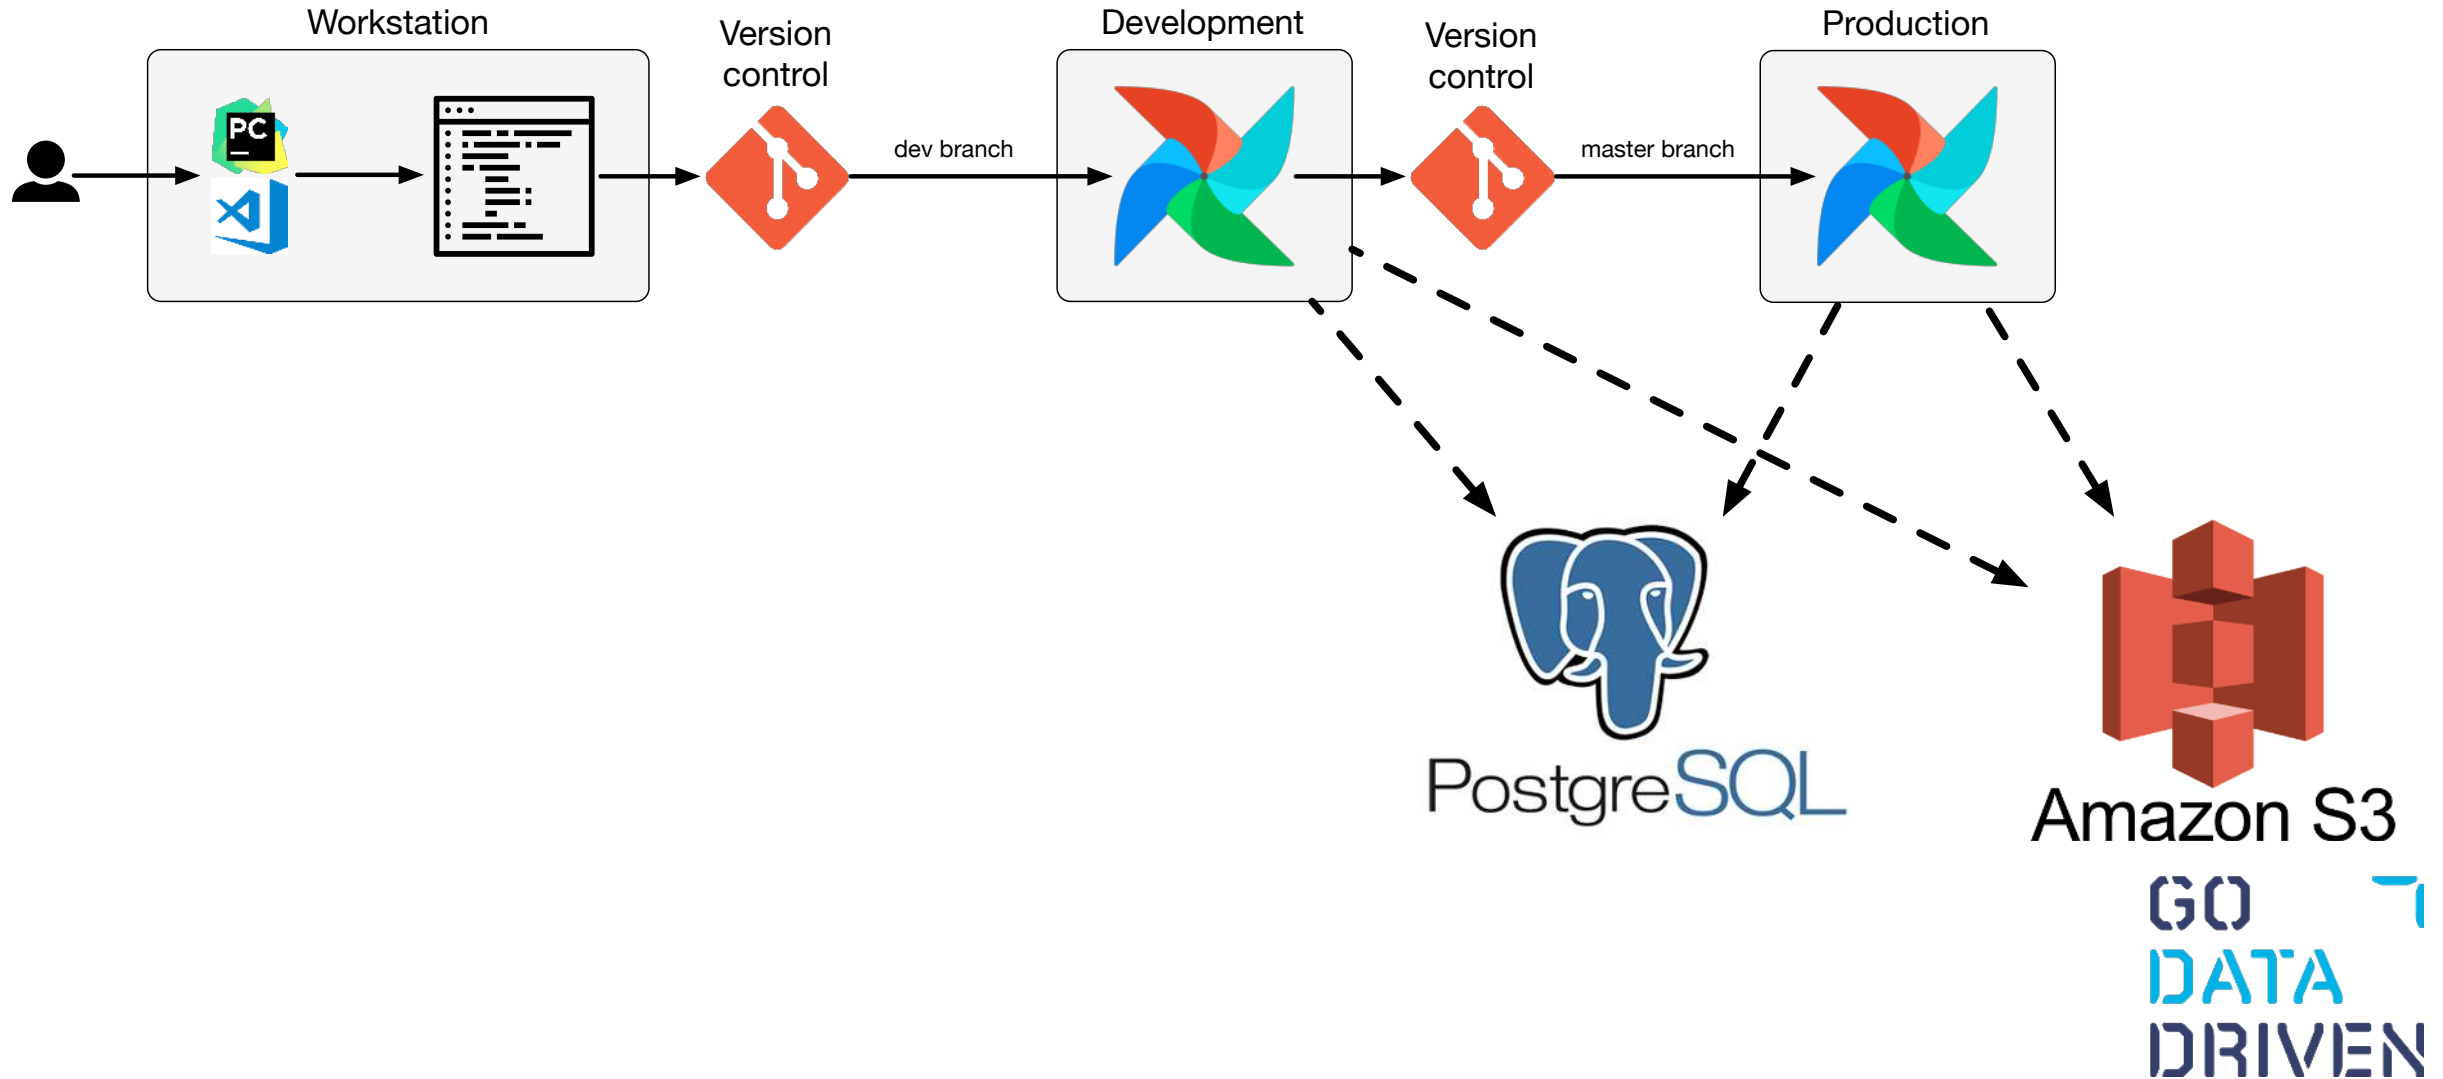 Workstation
Version
control
Development
Version
control
Production
PC
dev branch
master branch
PostgreSQL
Amazon S3
GO
DATA
DRIVEN